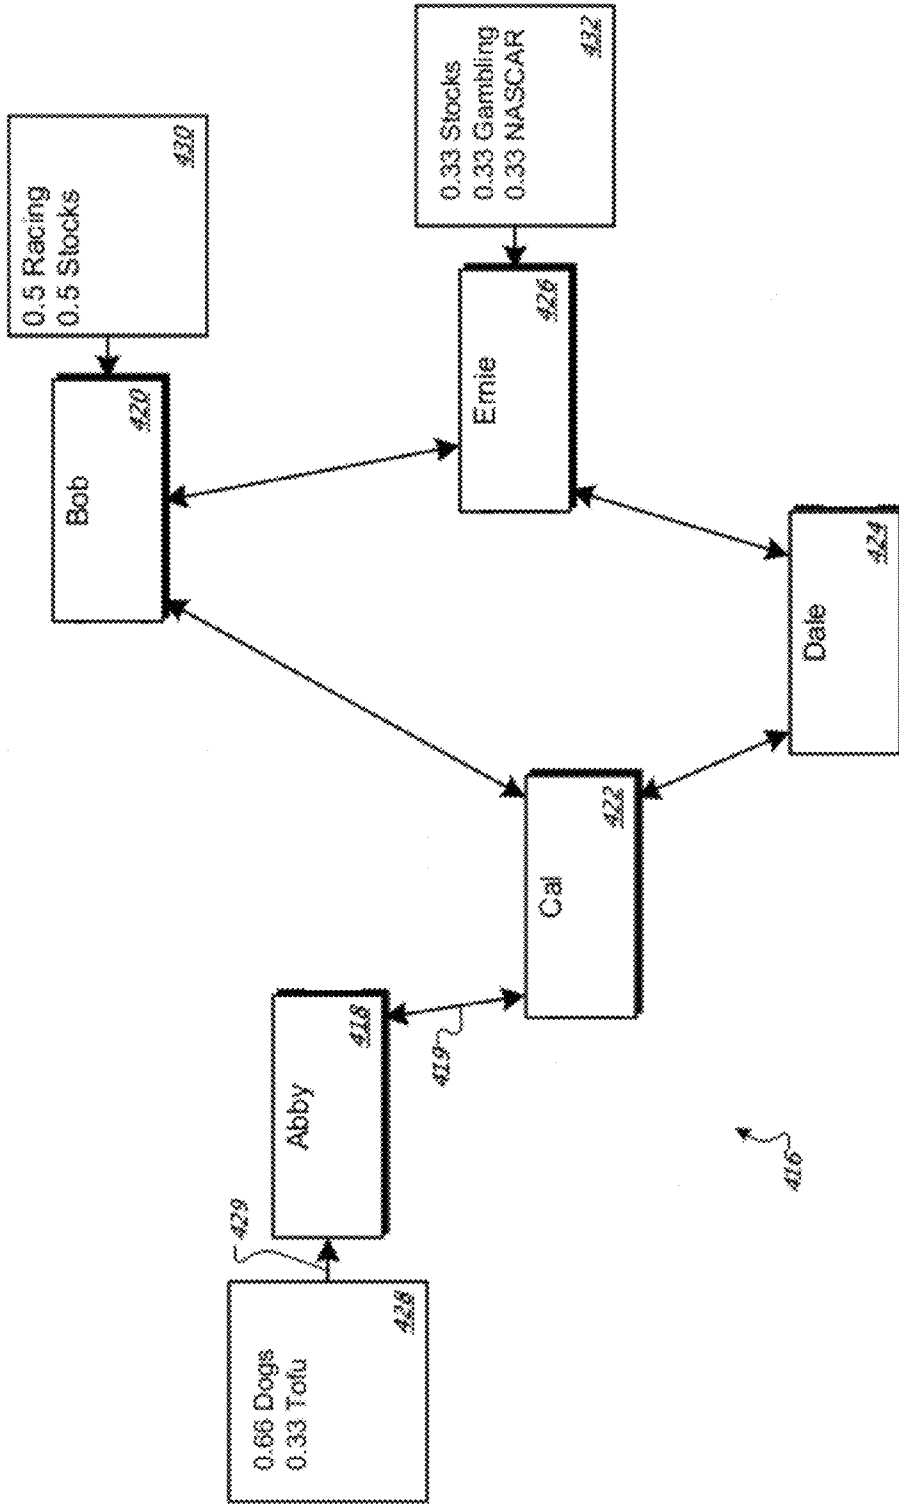 0.5 Racing
0.5 Stocks
430
Bob
420
0.66 Dogs
0.33 Tofu
428
429
Abby
418
419
0.33 Stocks
0.33 Gambling
0.33 NASCAR
432
Ernie
426
Cal
422
Dale
424
416